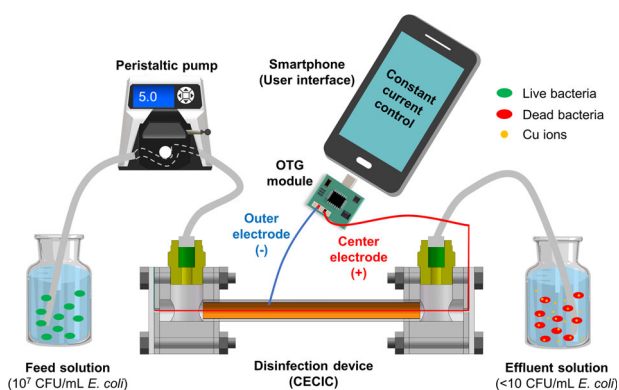 Peristaltic pump
5.0
Smartphone
(User interface)
Constant
current
control
Live bacteria
Dead bacteria
Cu ions
OTG
module
Outer
electrode
(-)
Center
electrode
(+)
Feed solution
(10⁷ CFU/mL E. coli)
Disinfection device
(CECIC)
Effluent solution
(<10 CFU/mL E. coli)